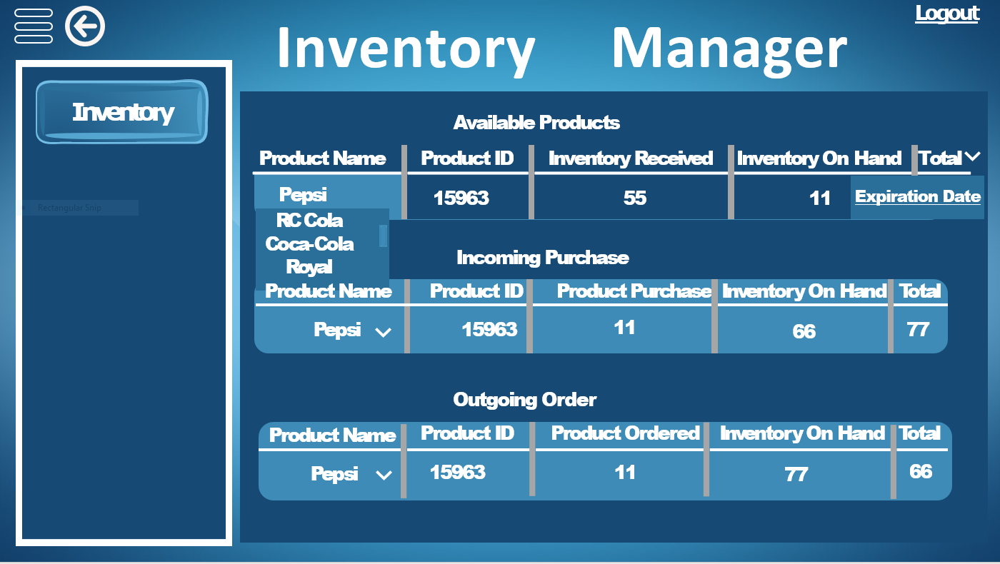 Logout
Inventory Manager
Inventory
Available Products
Product Name Product ID Inventory Received Inventory On Hand Total
Pepsi 15963 55 11 Expiration Date
Rectangular Snip
RC Cola
Coca-Cola
Royal
Incoming Purchase
Product Name Product ID Product Purchase Inventory On Hand Total
Pepsi 15963 11 66 77
Outgoing Order
Product Name Product ID Product Ordered Inventory On Hand Total
Pepsi 15963 11 77 66